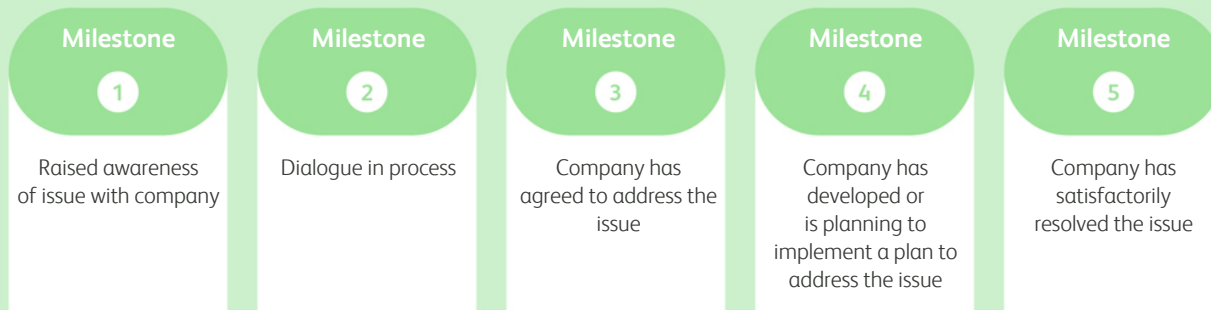 Milestone
1
Raised awareness
of issue with company
Milestone
2
Dialogue in process
Milestone
3
Company has
agreed to address the
issue
Milestone
4
Company has
developed or
is planning to
implement a plan to
address the issue
Milestone
5
Company has
satisfactorily
resolved the issue